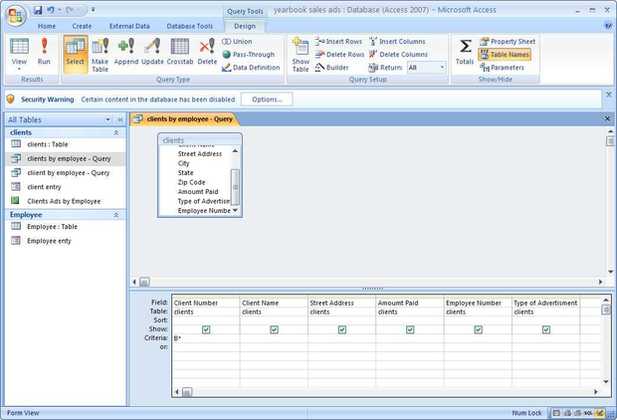 Query Tools
yearbook sales ads : Database (Access 2007) - Microsoft Access
Home Create External Data Database Tools Design
View Run Select Make Table Append Update Crosstab Delete
Union
Pass-Through
Data Definition
Show Table
Insert Rows
Delete Rows
Builder
Insert Columns
Delete Columns
Return: All
Totals
Property Sheet
Table Names
Parameters
Results Query Type Query Setup Show/Hide
Security Warning Certain content in the database has been disabled Options...
All Tables
clients
clients : Table
clients by employee - Query
cliient by employee - Query
client entry
Clients Ads by Employee
Employee
Employee : Table
Employee enty
clients by employee - Query
clients
Client Name
Street Address
City
State
Zip Code
Amoumt Paid
Type of Advertism
Employee Numbe
Field: Client Number Client Name Street Address Amount Paid Employee Number Type of Advertisment
Table: clients clients clients clients clients clients
Sort:
Show:
Criteria: B*
or:
Form View Num Lock SQL